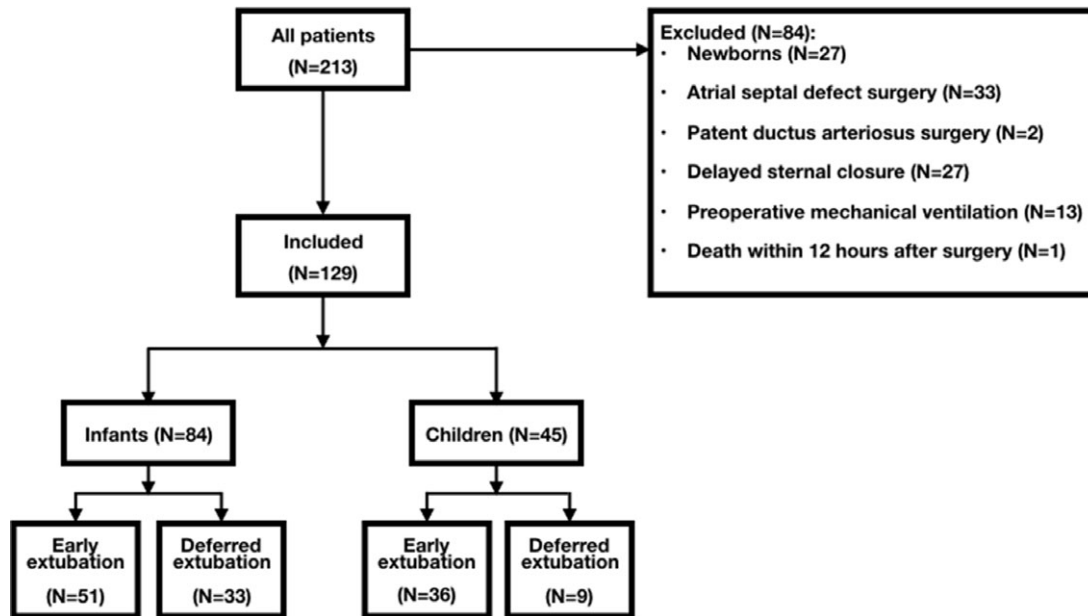 All patients
(N=213)
Excluded (N=84):
· Newborns (N=27)
· Atrial septal defect surgery (N=33)
· Patent ductus arteriosus surgery (N=2)
· Delayed sternal closure (N=27)
· Preoperative mechanical ventilation (N=13)
· Death within 12 hours after surgery (N=1)
Included
(N=129)
Infants (N=84)
Children (N=45)
Early
extubation
(N=51)
Deferred
extubation
(N=33)
Early
extubation
(N=36)
Deferred
extubation
(N=9)